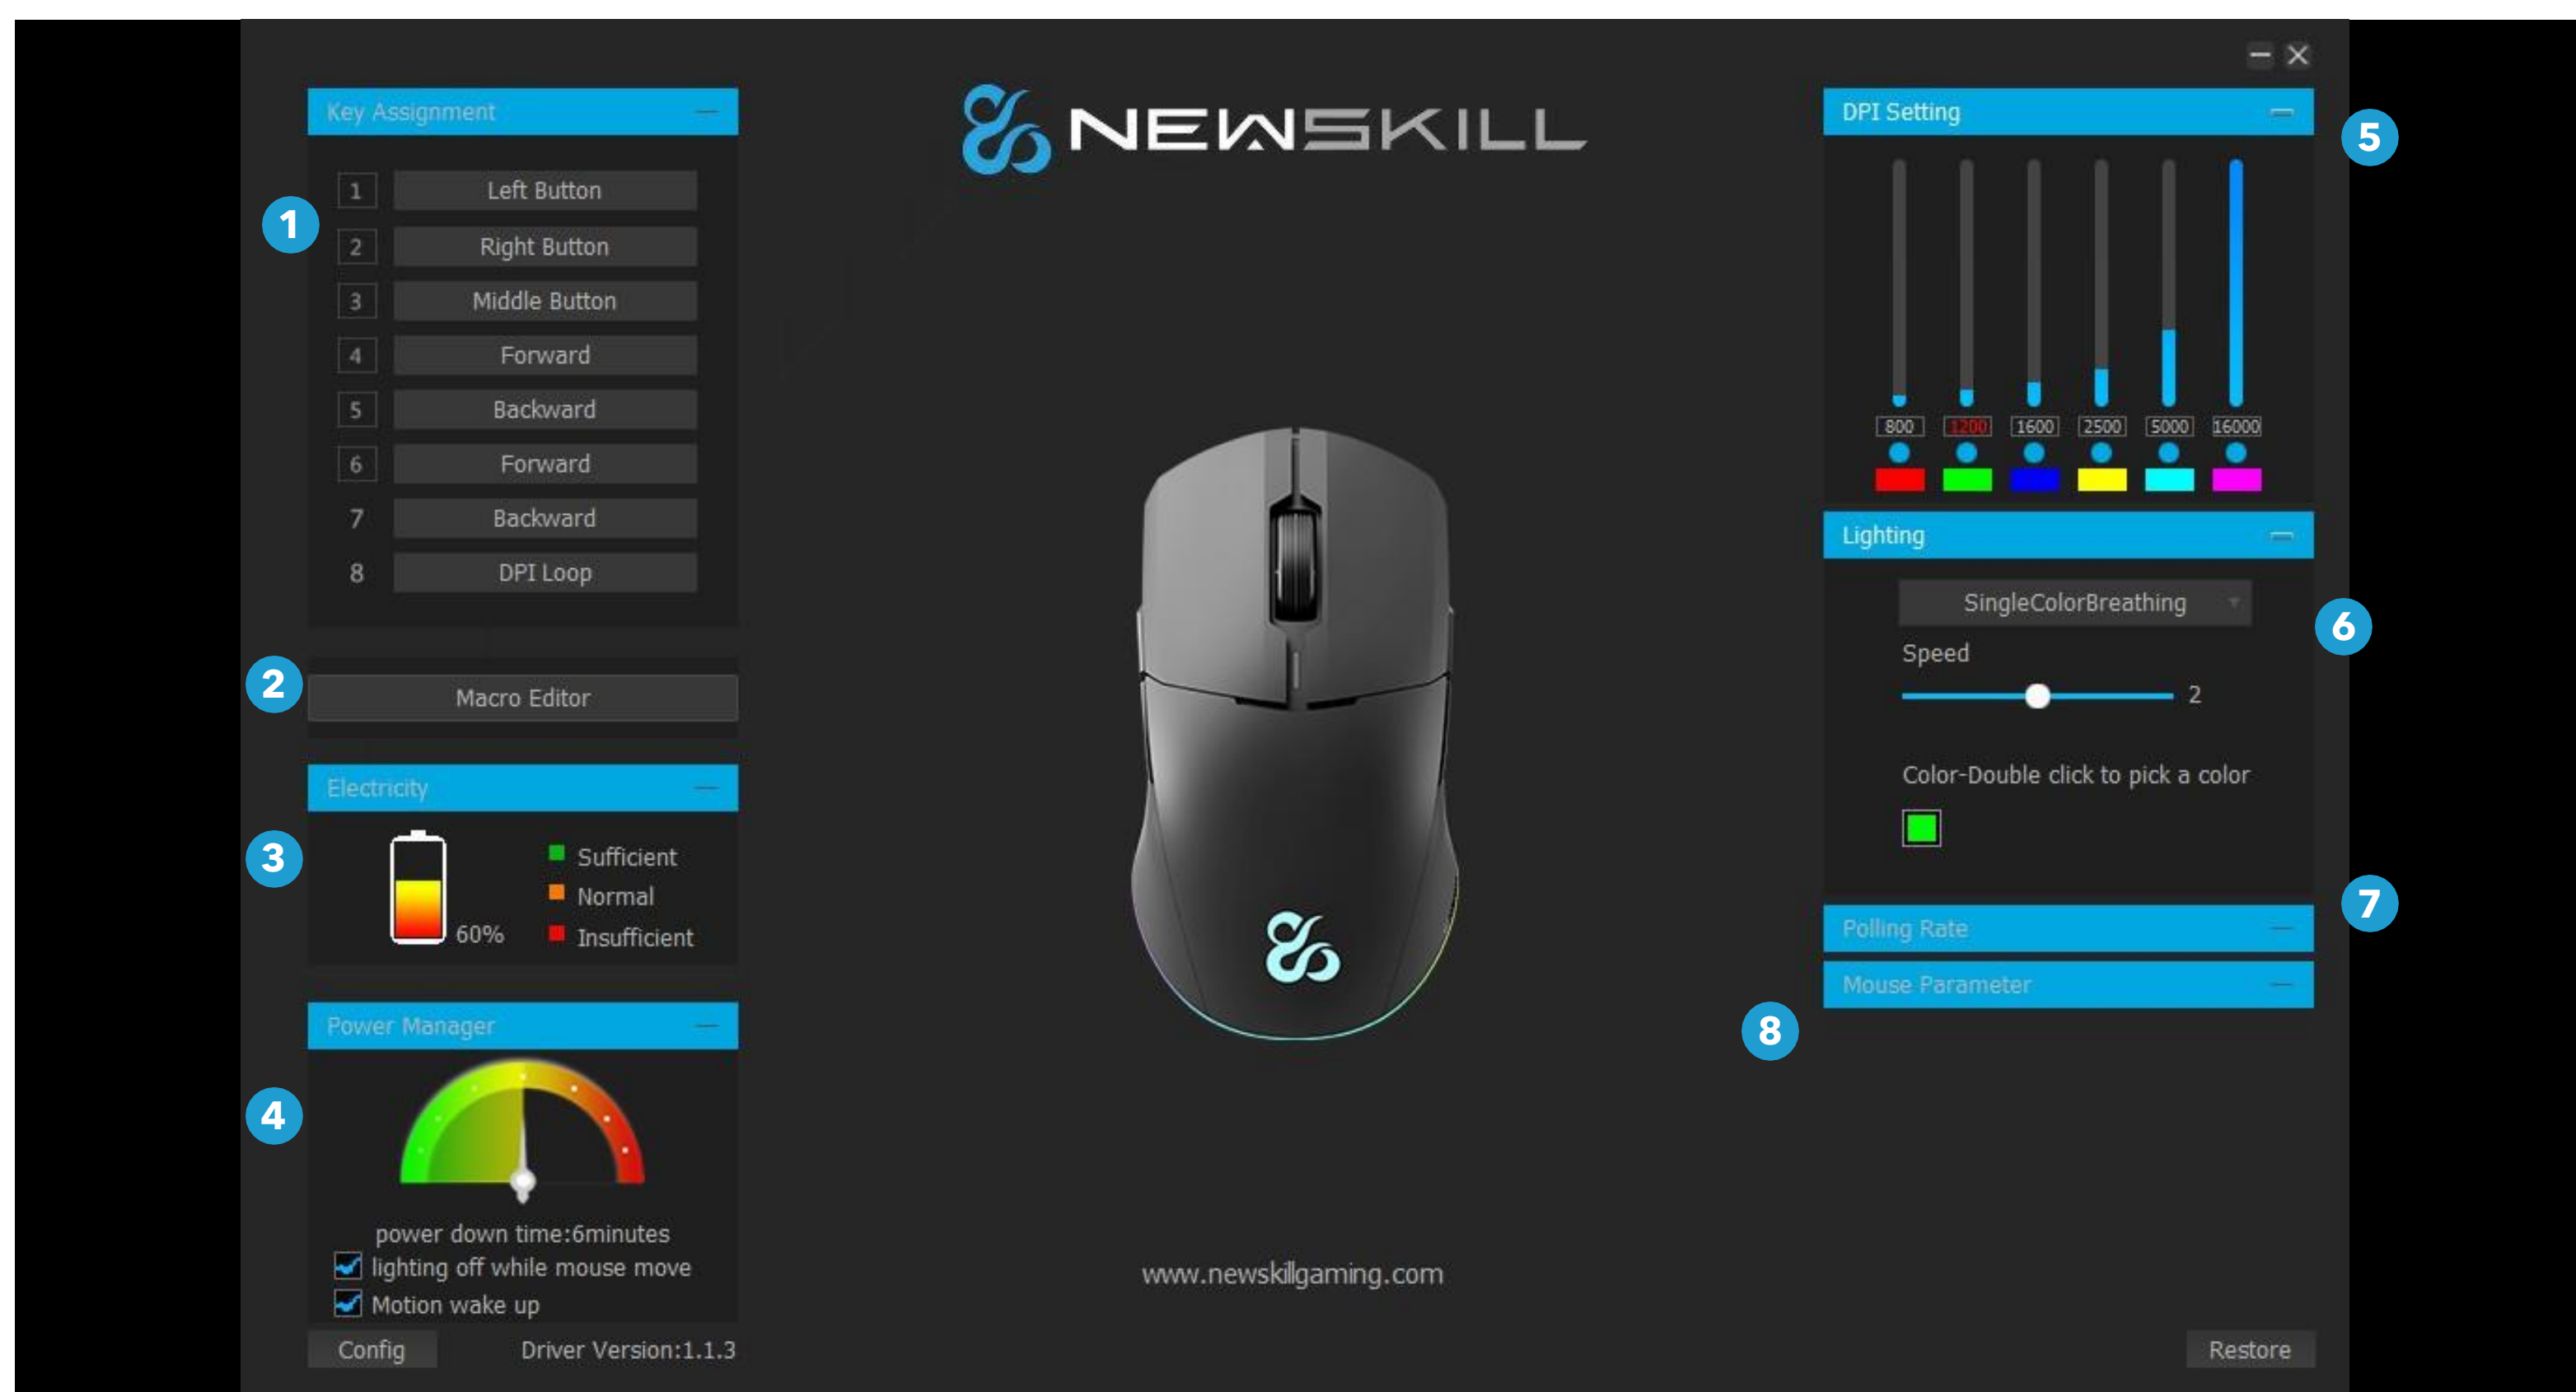 NEWSKILL
Key Assignment
1 Left Button
1
2 Right Button
3 Middle Button
4 Forward
5 Backward
6 Forward
7 Backward
8 DPI Loop
2
Macro Editor
Electricity
3
Sufficient
Normal
60% Insufficient
Power Manager
4
power down time:6minutes
lighting off while mouse move
Motion wake up
Config Driver Version:1.1.3
www.newskillgaming.com
DPI Setting
5
800 1200 1600 2500 5000 16000
Lighting
SingleColorBreathing
6
Speed
2
Color-Double click to pick a color
7
Polling Rate
Mouse Parameter
8
Restore